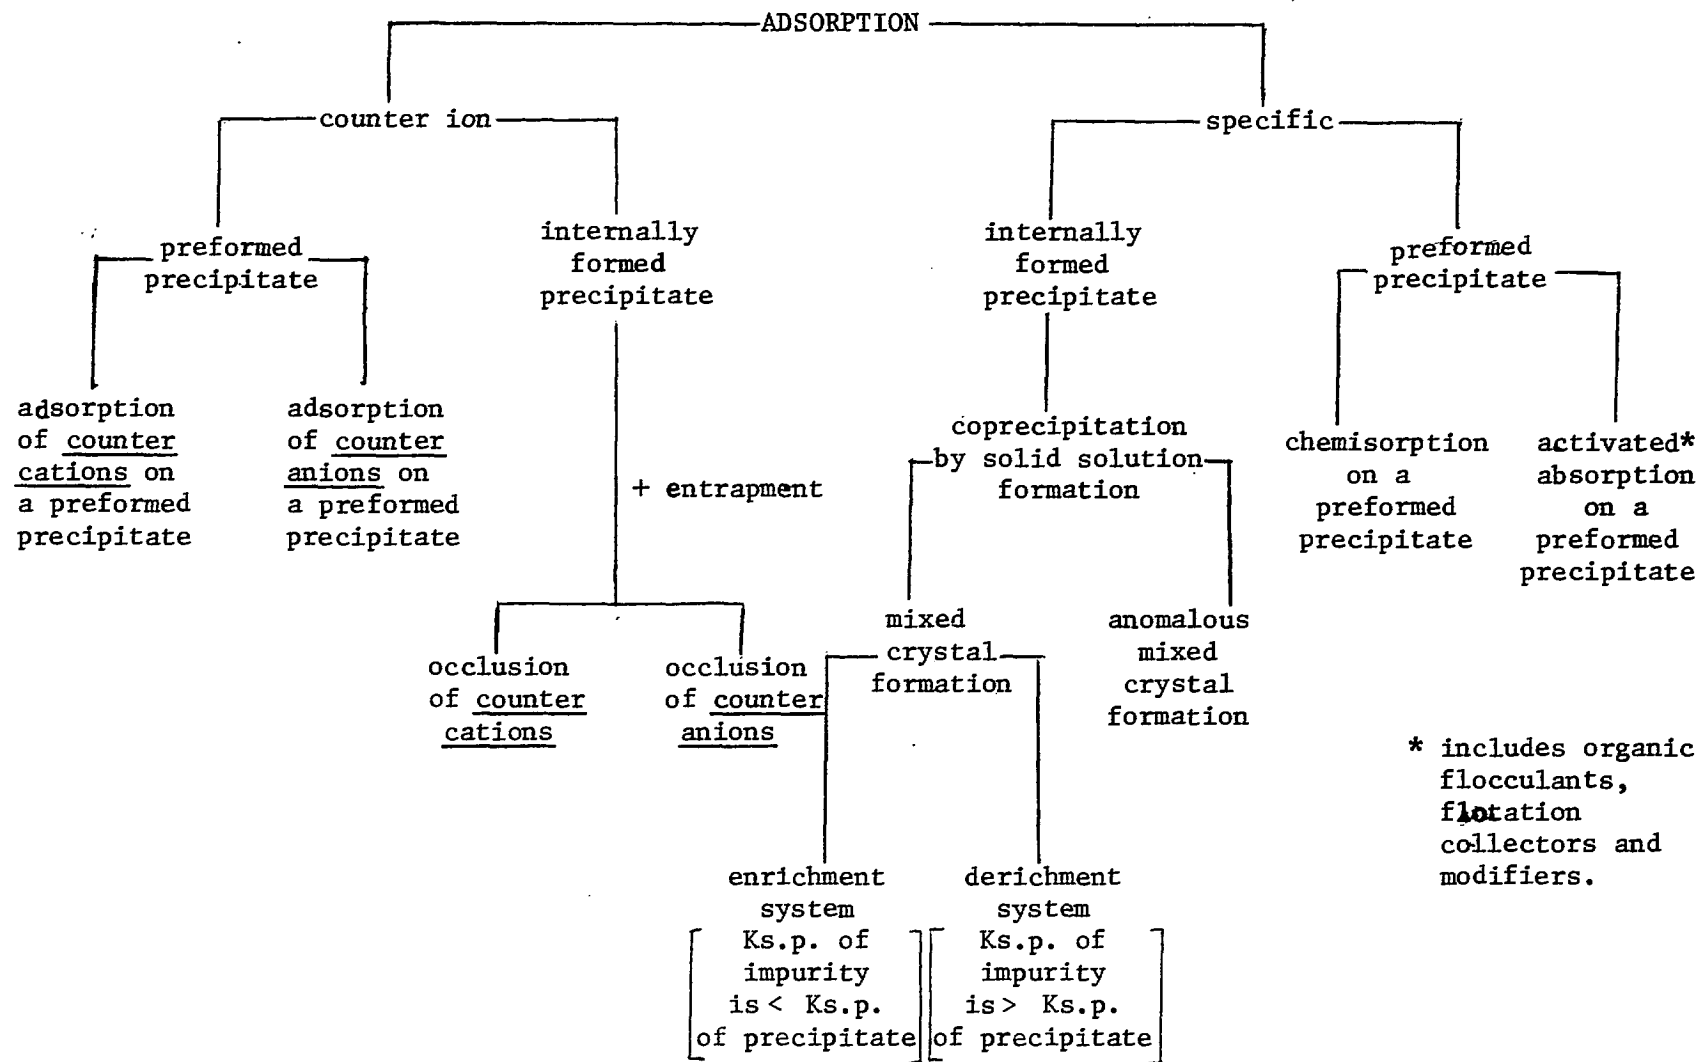 ADSORPTION
counter ion
specific
preformed
precipitate
internally
formed
precipitate
internally
formed
precipitate
preformed
precipitate
adsorption
of counter
cations on
a preformed
precipitate
adsorption
of counter
anions on
a preformed
precipitate
+ entrapment
coprecipitation
by solid solution
formation
chemisorption
on a
preformed
precipitate
activated*
absorption
on a
preformed
precipitate
occlusion
of counter
cations
occlusion
of counter
anions
mixed
crystal
formation
anomalous
mixed
crystal
formation
* includes organic
flocculants,
flotation
collectors and
modifiers.
enrichment
system
Ks.p. of
impurity
is < Ks.p.
of precipitate
derichment
system
Ks.p. of
impurity
is > Ks.p.
of precipitate